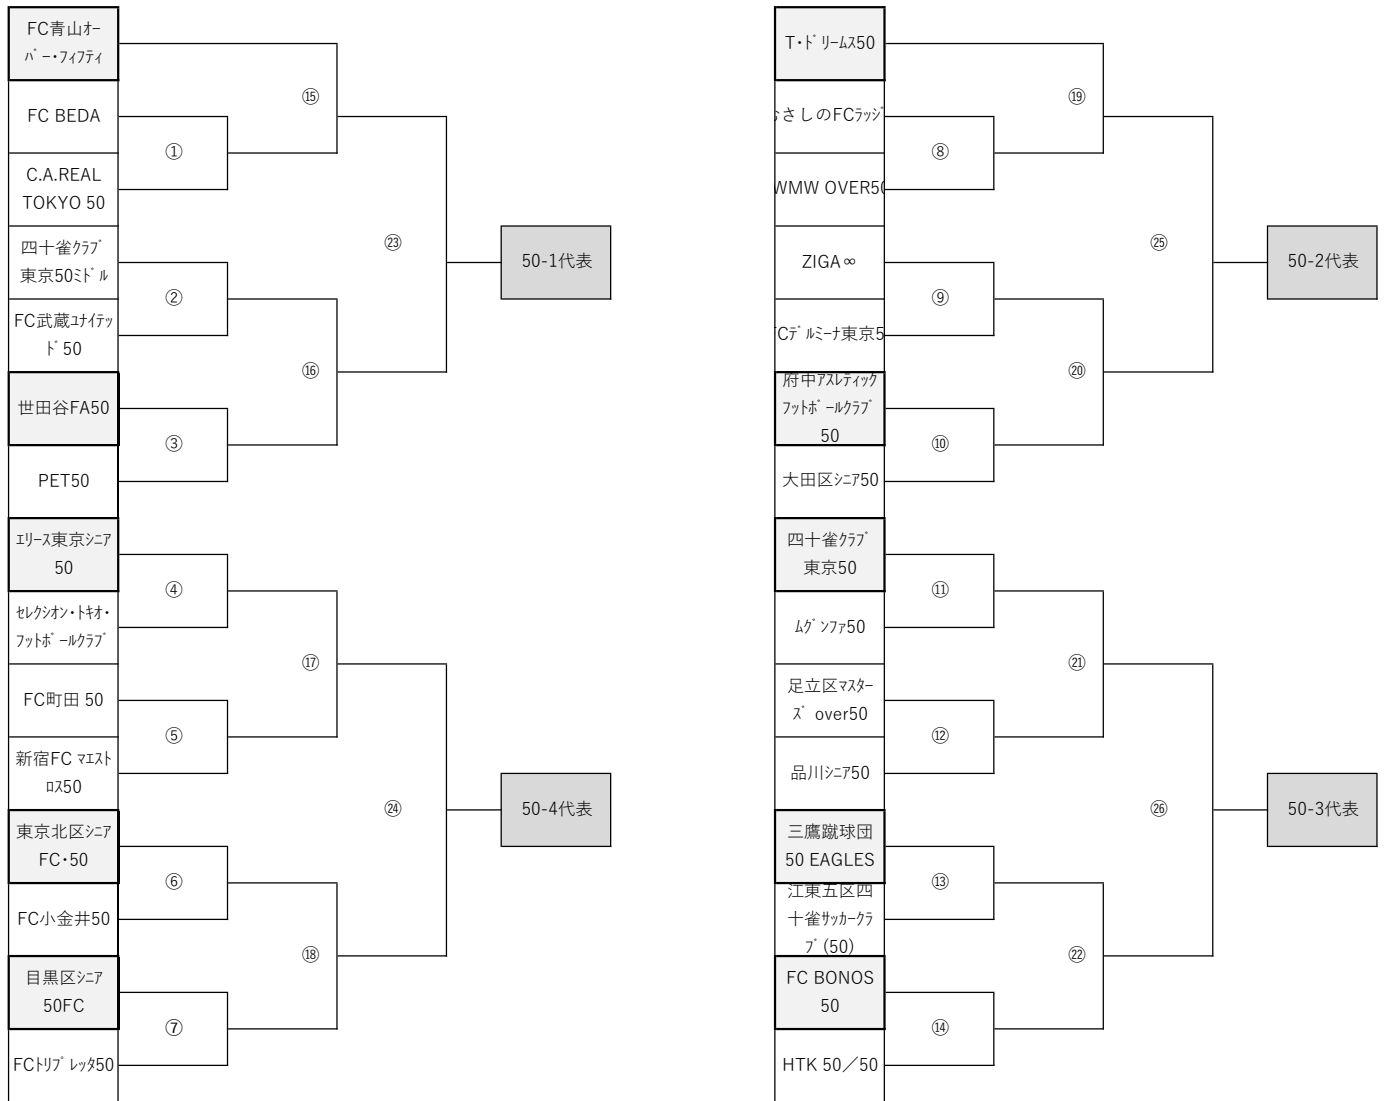 FC青山ｵｰ
ﾊﾞｰ・ﾌｨﾌﾃｨ
FC BEDA
C.A.REAL
TOKYO 50
四十雀ｸﾗﾌﾞ
東京50ﾐﾄﾞﾙ
FC武蔵ﾕﾅｲﾃｯ
ﾄﾞ50
世田谷FA50
PET50
ｴﾘｰｽ東京ｼﾆｱ
50
ｾﾚｸｼｵﾝ・ﾄｷｵ・
ﾌｯﾄﾎﾞｰﾙｸﾗﾌﾞ
FC町田 50
新宿FC ﾏｴｽﾄ
ﾛｽ50
東京北区ｼﾆｱ
FC・50
FC小金井50
目黒区ｼﾆｱ
50FC
FCﾄﾘﾌﾟﾚｯﾀ50
①
②
③
④
⑤
⑥
⑦
⑮
⑯
⑰
⑱
㉓
㉔
50-1代表
50-4代表
T・ﾄﾞﾘｰﾑｽ50
さしのFCﾗｯｼﾞ
WMW OVER50
ZIGA∞
FCﾃﾞﾙﾐｰﾅ東京5
府中ｱｽﾚﾃｨｯｸ
ﾌｯﾄﾎﾞｰﾙｸﾗﾌﾞ
50
大田区ｼﾆｱ50
四十雀ｸﾗﾌﾞ
東京50
ﾑｸﾞﾝﾌｧ50
足立区ﾏｽﾀｰ
ｽﾞ over50
品川ｼﾆｱ50
三鷹蹴球団
50 EAGLES
江東五区四
十雀ｻｯｶｰｸﾗ
ﾌﾞ(50)
FC BONOS
50
HTK 50／50
⑧
⑨
⑩
⑪
⑫
⑬
⑭
⑲
⑳
㉑
㉒
㉕
㉖
50-2代表
50-3代表